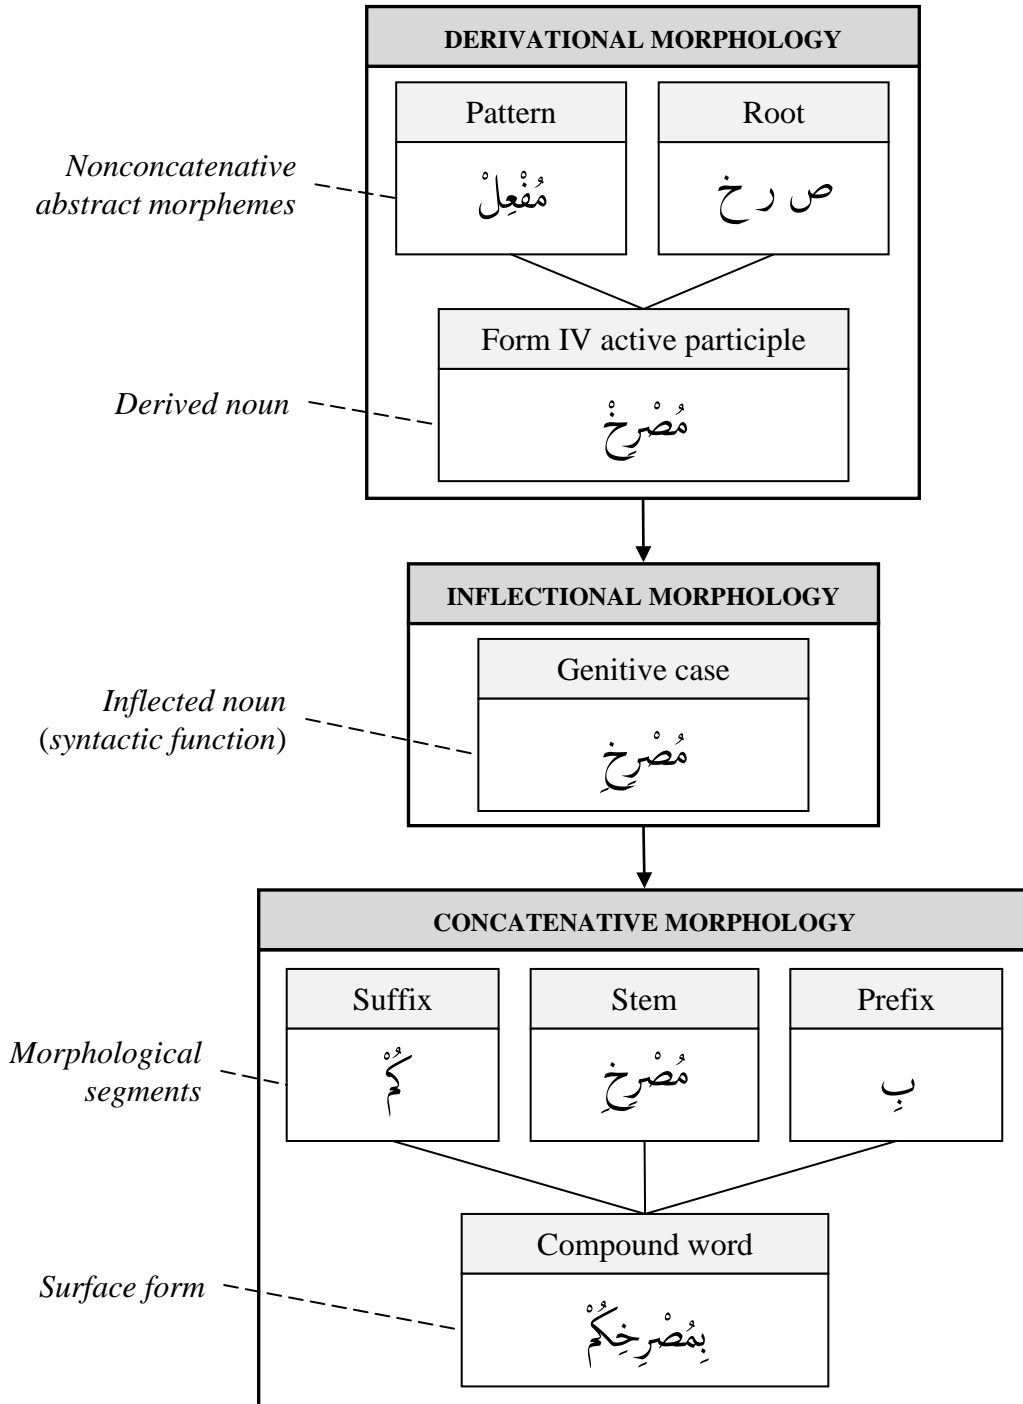 DERIVATIONAL MORPHOLOGY
Pattern
Root
Nonconcatenative
abstract morphemes
مُفْعِلْ
ص ر خ
Form IV active participle
Derived noun
مُصْرِخْ
INFLECTIONAL MORPHOLOGY
Genitive case
Inflected noun
(syntactic function)
مُصْرِخِ
CONCATENATIVE MORPHOLOGY
Suffix
Stem
Prefix
Morphological
segments
كُمْ
مُصْرِخِ
بِ
Compound word
Surface form
بِمُصْرِخِكُمْ